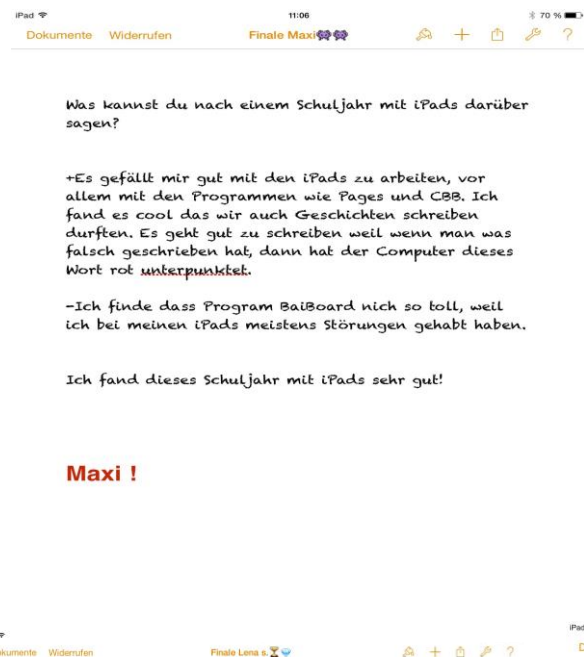 iPad 11:06 70 %
Dokumente Widerrufen Finale Maxi ?
Was kannst du nach einem Schuljahr mit iPads darüber
sagen?
+Es gefällt mir gut mit den iPads zu arbeiten, vor
allem mit den Programmen wie Pages und CBB. Ich
fand es cool das wir auch Geschichten schreiben
durften. Es geht gut zu schreiben weil wenn man was
falsch geschrieben hat, dann hat der Computer dieses
Wort rot unterpunktet.
-Ich finde dass Program BaiBoard nich so toll, weil
ich bei meinen iPads meistens Störungen gehabt haben.
Ich fand dieses Schuljahr mit iPads sehr gut!
Maxi !
iPad
Widerrufen Finale Lena s. ?